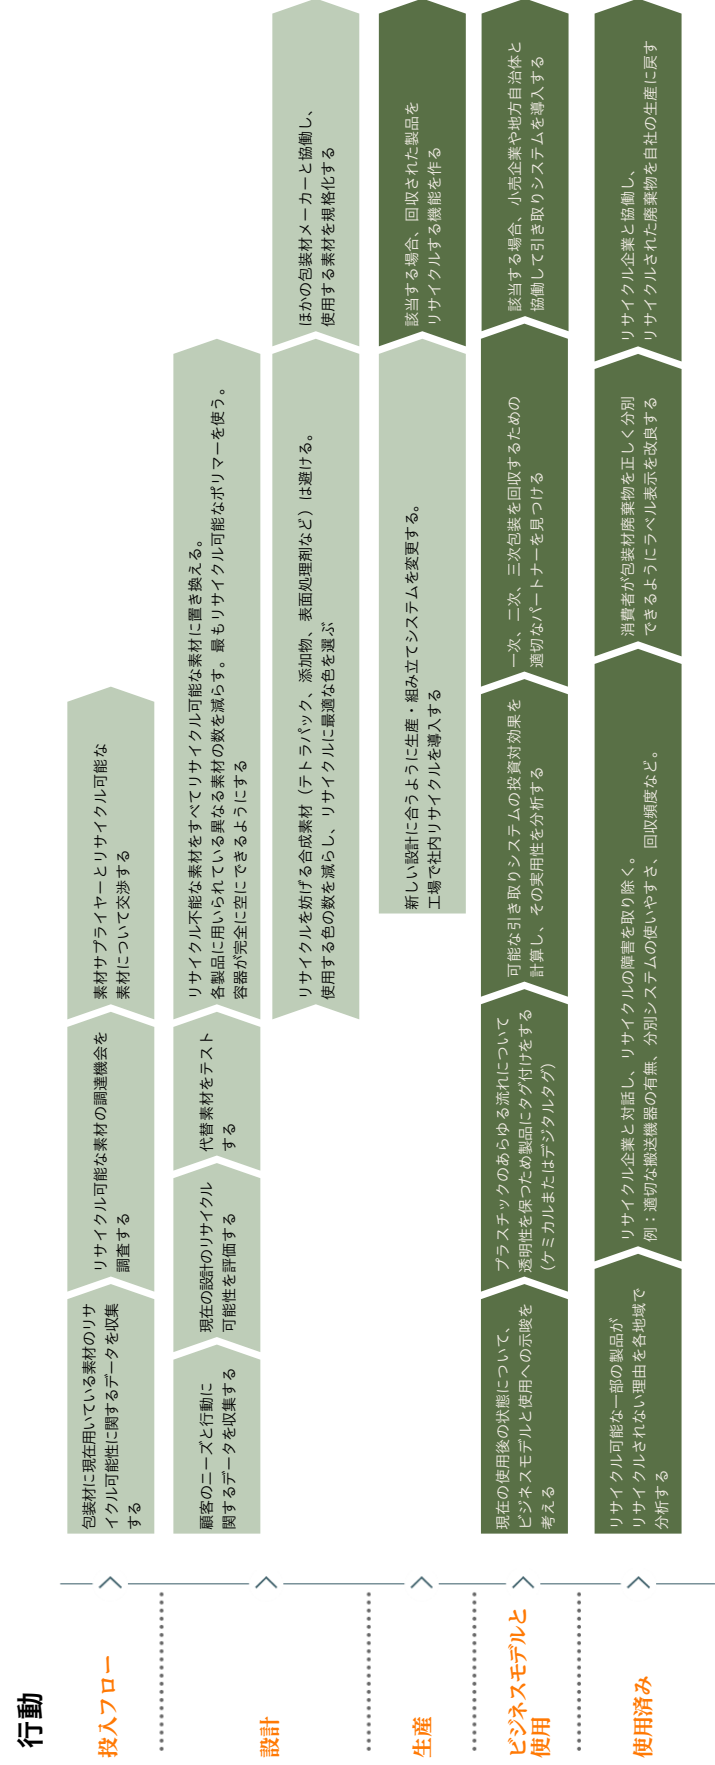 行動
投入フロー
包装材に現在用いている素材のリサ
イクル可能性に関するデータを収集
する
リサイクル可能な素材の調達機会を
調査する
素材サプライヤーとリサイクル可能な
素材について交渉する
設計
顧客のニーズと行動に
関するデータを収集する
現在の設計のリサイクル
可能性を評価する
代替素材をテスト
する
リサイクル不能な素材をすべてリサイクル可能な素材に置き換える。
各製品に用いられている異なる素材の数を減らす。最もリサイクル可能なポリマーを使う。
容器が完全に空にできるようにする
リサイクルを妨げる合成素材（テトラパック、添加物、表面処理剤など）は避ける。
使用する色の数を減らし、リサイクルに最適な色を選ぶ
ほかの包装材メーカーと協働し、
使用する素材を規格化する
生産
新しい設計に合うように生産・組み立てシステムを変更する。
工場で社内リサイクルを導入する
該当する場合、回収された製品を
リサイクルする機能を作る
ビジネスモデルと
使用
現在の使用後の状態について、
ビジネスモデルと使用への示唆を
考える
プラスチックのあらゆる流れについて
透明性を保つため製品にタグ付けをする
（ケミカルまたはデジタルタグ）
可能な引き取りシステムの投資対効果を
計算し、その実用性を分析する
一次、二次、三次包装を回収するための
適切なパートナーを見つける
該当する場合、小売企業や地方自治体と
協働して引き取りシステムを導入する
使用済み
リサイクル可能な一部の製品が
リサイクルされない理由を各地域で
分析する
リサイクル企業と対話し、リサイクルの障害を取り除く。
例：適切な搬送機器の有無、分別システムの使いやすさ、回収頻度など。
消費者が包装材廃棄物を正しく分別
できるようにラベル表示を改良する
リサイクル企業と協働し、
リサイクルされた廃棄物を自社の生産に戻す